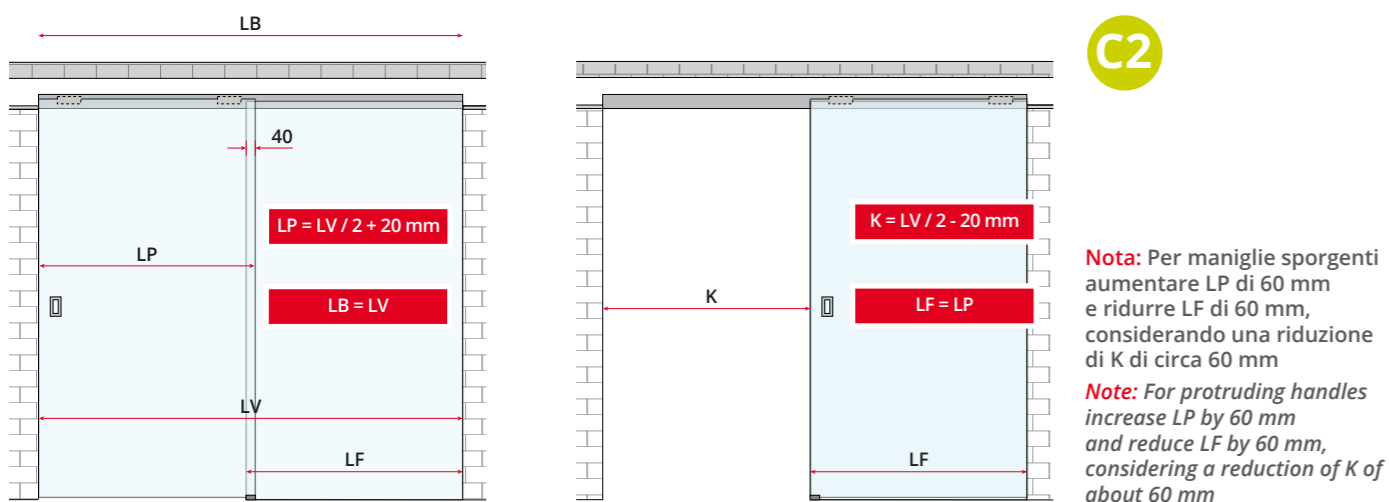 LB
C2
40
LP = LV / 2 + 20 mm
K = LV / 2 - 20 mm
LP
LB = LV
K
LF = LP
LV
LF
LF
Nota: Per maniglie sporgenti
aumentare LP di 60 mm
e ridurre LF di 60 mm,
considerando una riduzione
di K di circa 60 mm
Note: For protruding handles
increase LP by 60 mm
and reduce LF by 60 mm,
considering a reduction of K of
about 60 mm